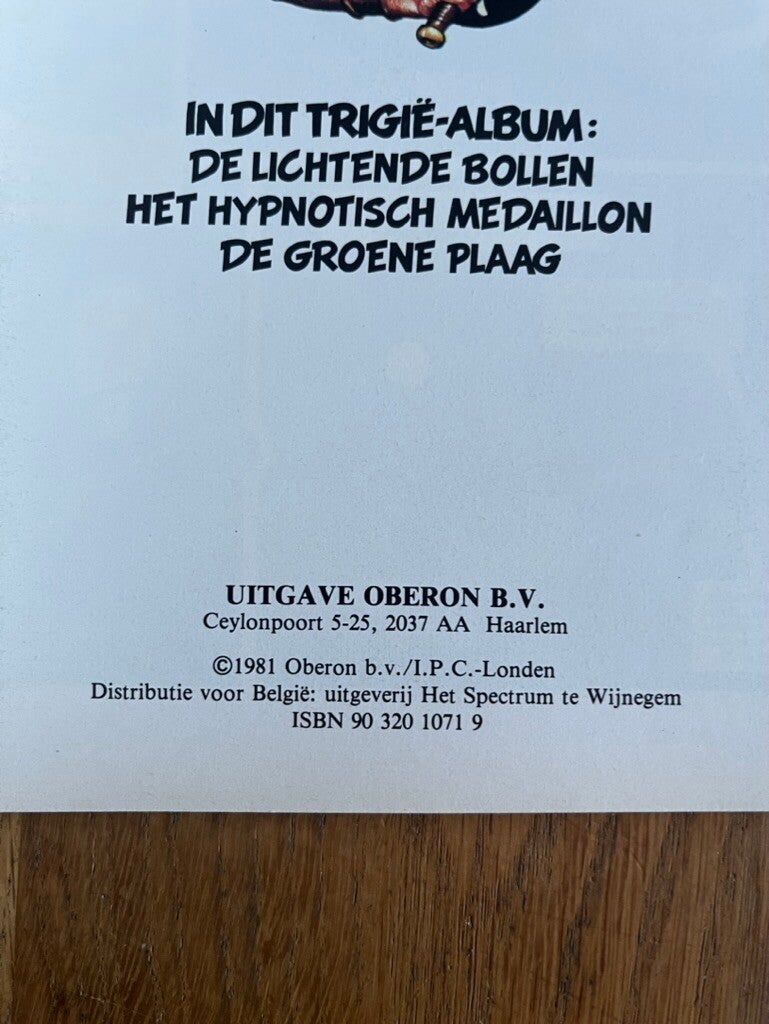 IN DIT TRIGIË-ALBUM:
DE LICHTENDE BOLLEN
HET HYPNOTISCH MEDAILLON
DE GROENE PLAAG
UITGAVE OBERON B.V.
Ceylonpoort 5-25, 2037 AA Haarlem
©1981 Oberon b.v./I.P.C.-Londen
Distributie voor België: uitgeverij Het Spectrum te Wijnegem
ISBN 90 320 1071 9